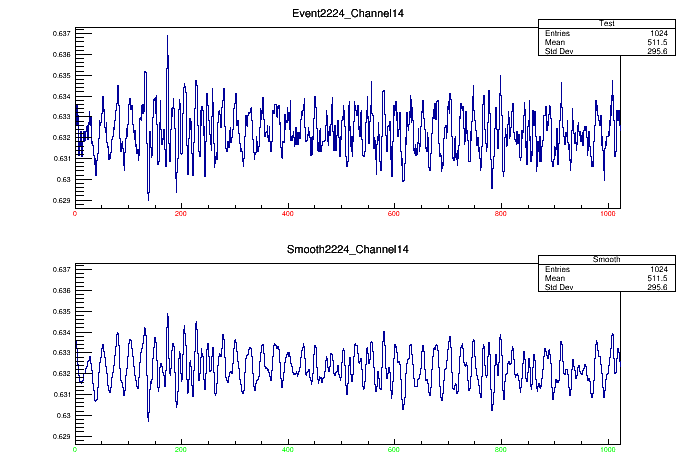 Event2224_Channel14
Test
Entries 1024
Mean 511.5
Std Dev 295.6
0.637
0.636
0.635
0.634
0.633
0.632
0.631
0.63
0.629
0 200 400 600 800 1000
Smooth2224_Channel14
Smooth
Entries 1024
Mean 511.5
Std Dev 295.6
0.637
0.636
0.635
0.634
0.633
0.632
0.631
0.63
0.629
0 200 400 600 800 1000